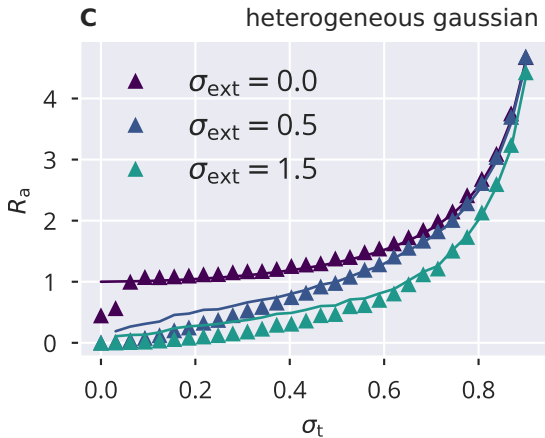 C heterogeneous gaussian
σext = 0.0
σext = 0.5
σext = 1.5
Ra
4
3
2
1
0
0.0 0.2 0.4 0.6 0.8
σt